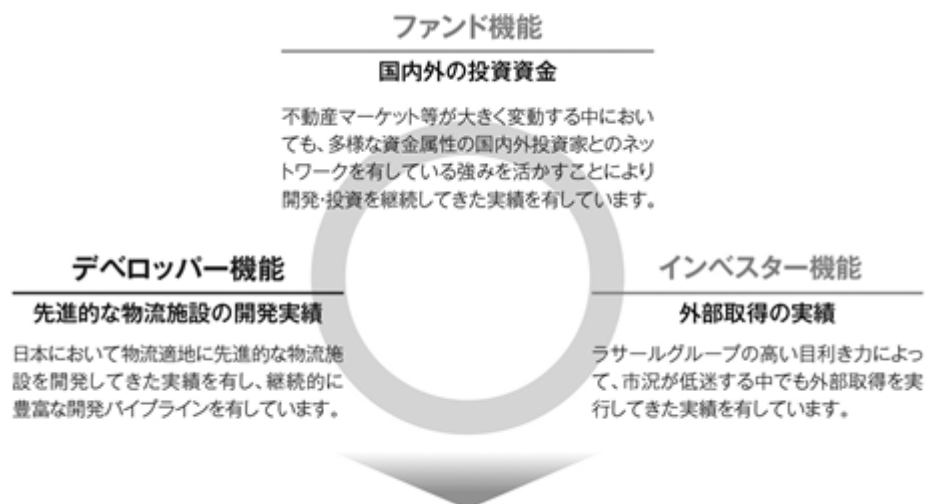 ファンド機能
国内外の投資資金
不動産マーケット等が大きく変動する中におい
ても、多様な資金属性の国内外投資家とのネッ
トワークを有している強みを活かすことにより
開発・投資を継続してきた実績を有しています。
デベロッパー機能
先進的な物流施設の開発実績
日本において物流適地に先進的な物流施
設を開発してきた実績を有し、継続的に
豊富な開発パイプラインを有しています。
インベスター機能
外部取得の実績
ラサールグループの高い目利き力によっ
て、市況が低迷する中でも外部取得を実
行してきた実績を有しています。